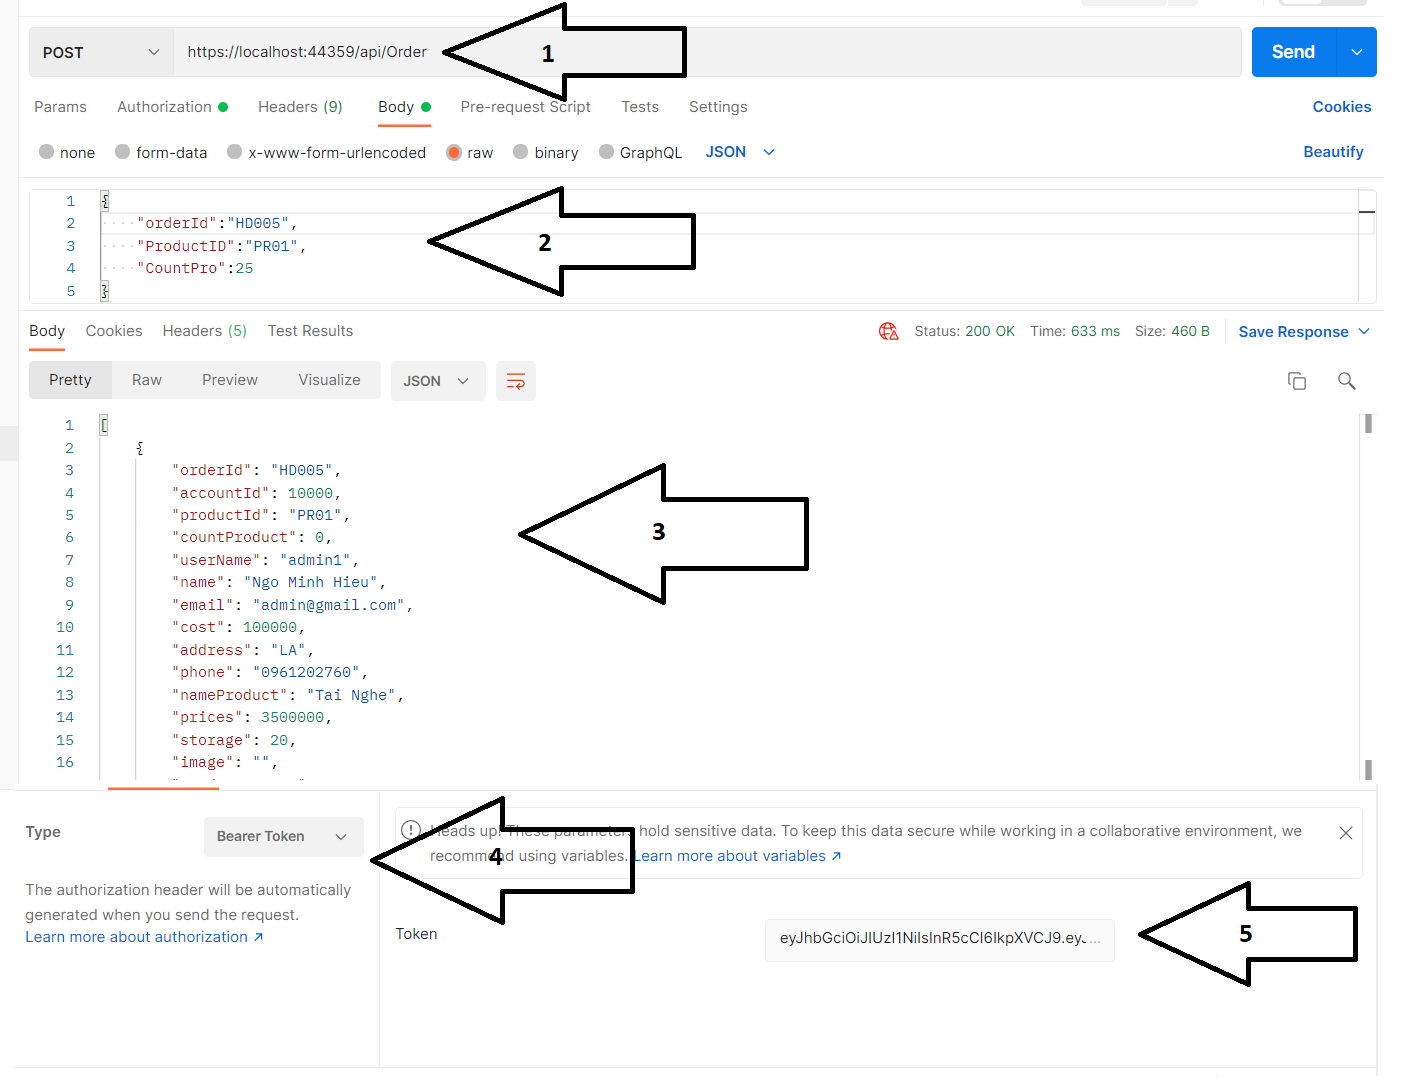 POST https://localhost:44359/api/Order 1 Send
Params Authorization Headers (9) Body Pre-request Script Tests Settings Cookies
none form-data x-www-form-urlencoded raw binary GraphQL JSON Beautify
1 {
2 "orderId":"HD005",
3 "ProductID":"PR01",
4 "CountPro":25
5 }
2
Body Cookies Headers (5) Test Results Status: 200 OK Time: 633 ms Size: 460 B Save Response
Pretty Raw Preview Visualize JSON
1 [
2 {
3 "orderId": "HD005",
4 "accountId": 10000,
5 "productId": "PR01",
6 "countProduct": 0,
7 "userName": "admin1",
8 "name": "Ngo Minh Hieu",
9 "email": "admin@gmail.com",
10 "cost": 100000,
11 "address": "LA",
12 "phone": "0961202760",
13 "nameProduct": "Tai Nghe",
14 "prices": 3500000,
15 "storage": 20,
16 "image": "",
3
Type Bearer Token
The authorization header will be automatically
generated when you send the request.
Learn more about authorization ↗
4
Heads up! These parameters hold sensitive data. To keep this data secure while working in a collaborative environment, we
recommend using variables. Learn more about variables ↗
Token eyJhbGciOiJIUzI1NiIsInR5cCI6IkpXVCJ9.eyJ ... 5